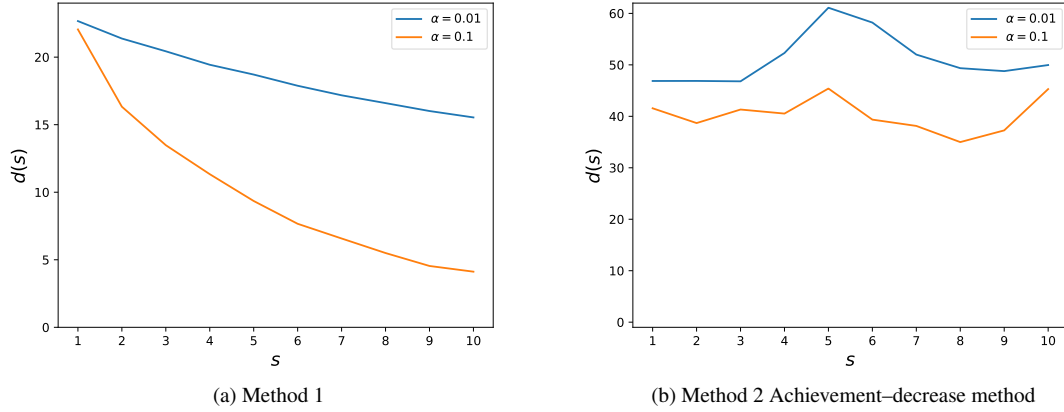 20
15
10
5
0
d(s)
α = 0.01
α = 0.1
1 2 3 4 5 6 7 8 9 10
s
(a) Method 1
60
50
40
30
20
10
0
d(s)
α = 0.01
α = 0.1
1 2 3 4 5 6 7 8 9 10
s
(b) Method 2 Achievement–decrease method